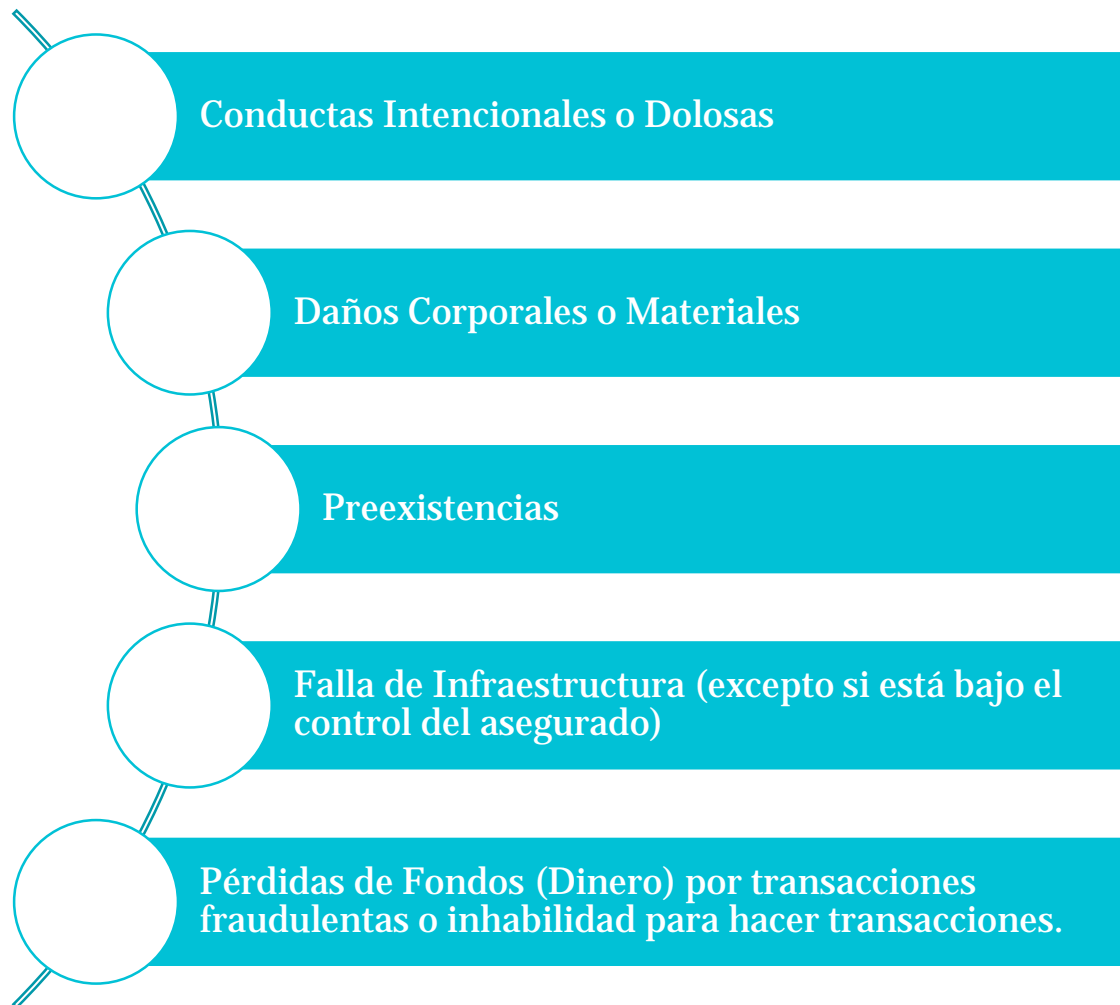 Conductas Intencionales o Dolosas
Daños Corporales o Materiales
Preexistencias
Falla de Infraestructura (excepto si está bajo el
control del asegurado)
Pérdidas de Fondos (Dinero) por transacciones
fraudulentas o inhabilidad para hacer transacciones.